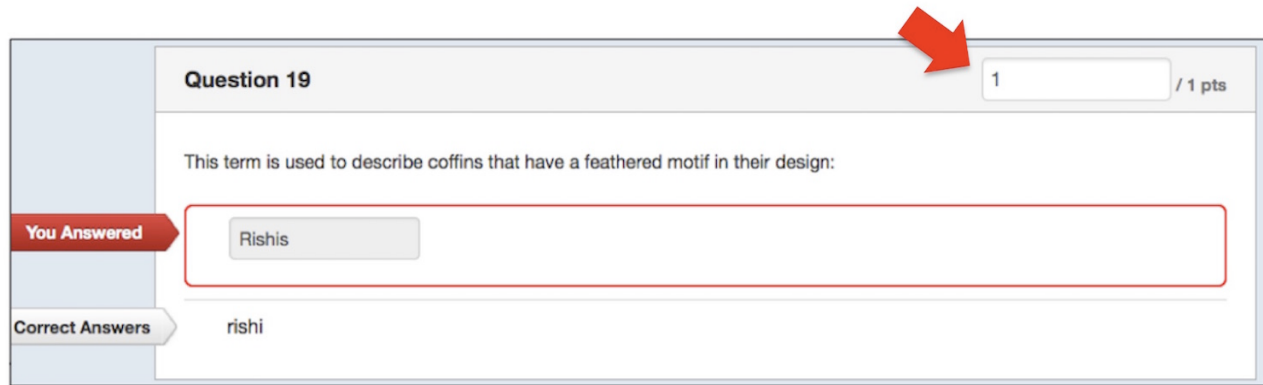 Question 19
1 / 1 pts
This term is used to describe coffins that have a feathered motif in their design:
You Answered
Rishis
Correct Answers
rishi